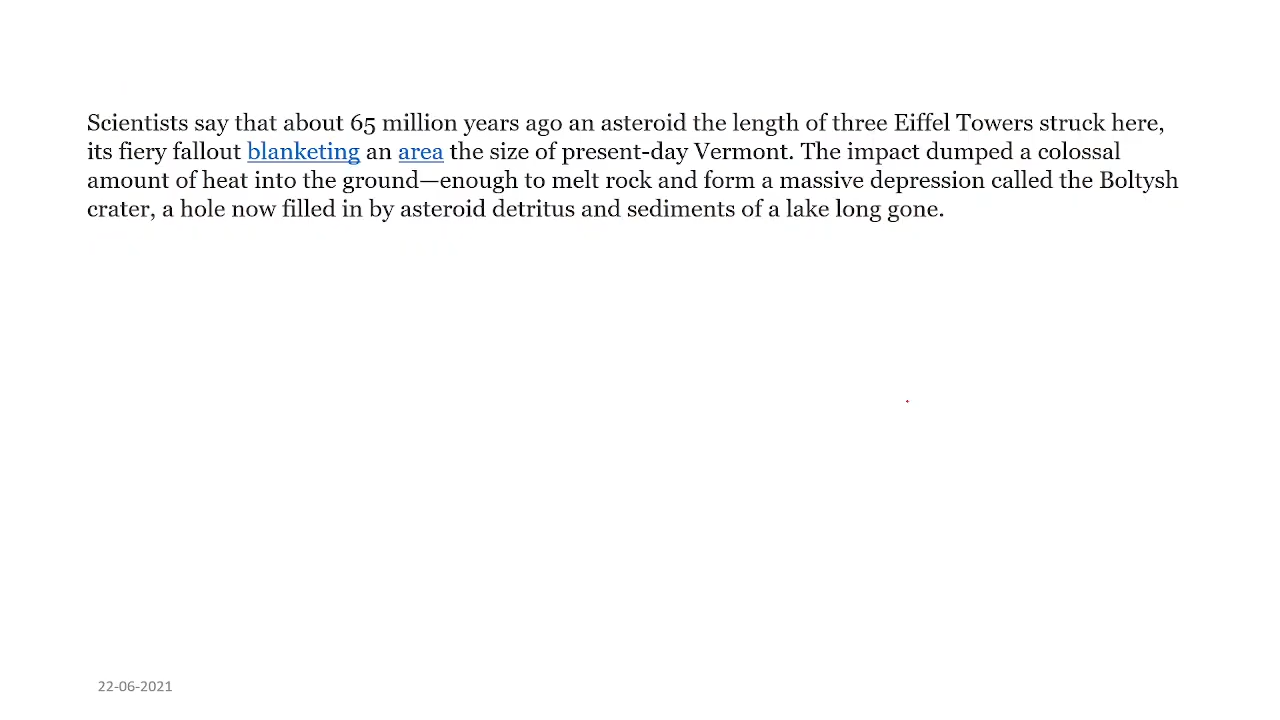 Scientists say that about 65 million years ago an asteroid the length of three Eiffel Towers struck here,
its fiery fallout blanketing an area the size of present-day Vermont. The impact dumped a colossal
amount of heat into the ground—enough to melt rock and form a massive depression called the Boltysh
crater, a hole now filled in by asteroid detritus and sediments of a lake long gone.
22-06-2021